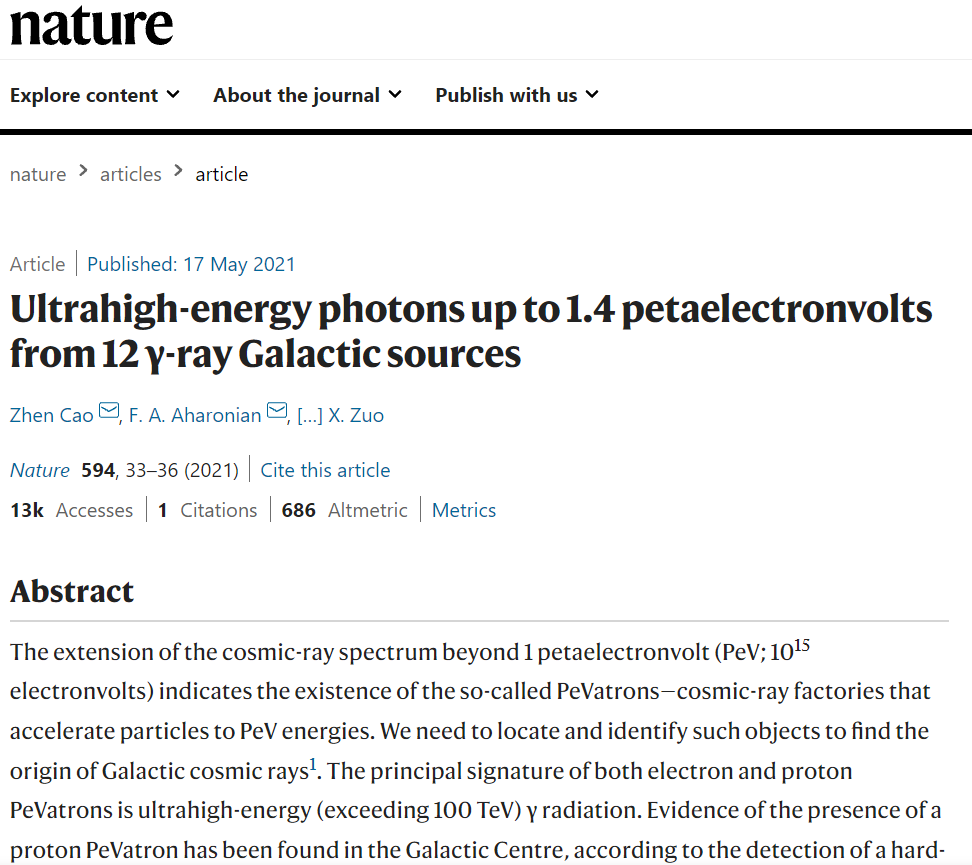 nature
Explore content About the journal Publish with us
nature > articles > article
Article | Published: 17 May 2021
Ultrahigh-energy photons up to 1.4 petaelectronvolts
from 12 γ-ray Galactic sources
Zhen Cao, F. A. Aharonian, [...] X. Zuo
Nature 594, 33–36 (2021) | Cite this article
13k Accesses | 1 Citations | 686 Altmetric | Metrics
Abstract
The extension of the cosmic-ray spectrum beyond 1 petaelectronvolt (PeV; 10¹⁵
electronvolts) indicates the existence of the so-called PeVatrons—cosmic-ray factories that
accelerate particles to PeV energies. We need to locate and identify such objects to find the
origin of Galactic cosmic rays¹. The principal signature of both electron and proton
PeVatrons is ultrahigh-energy (exceeding 100 TeV) γ radiation. Evidence of the presence of a
proton PeVatron has been found in the Galactic Centre, according to the detection of a hard-